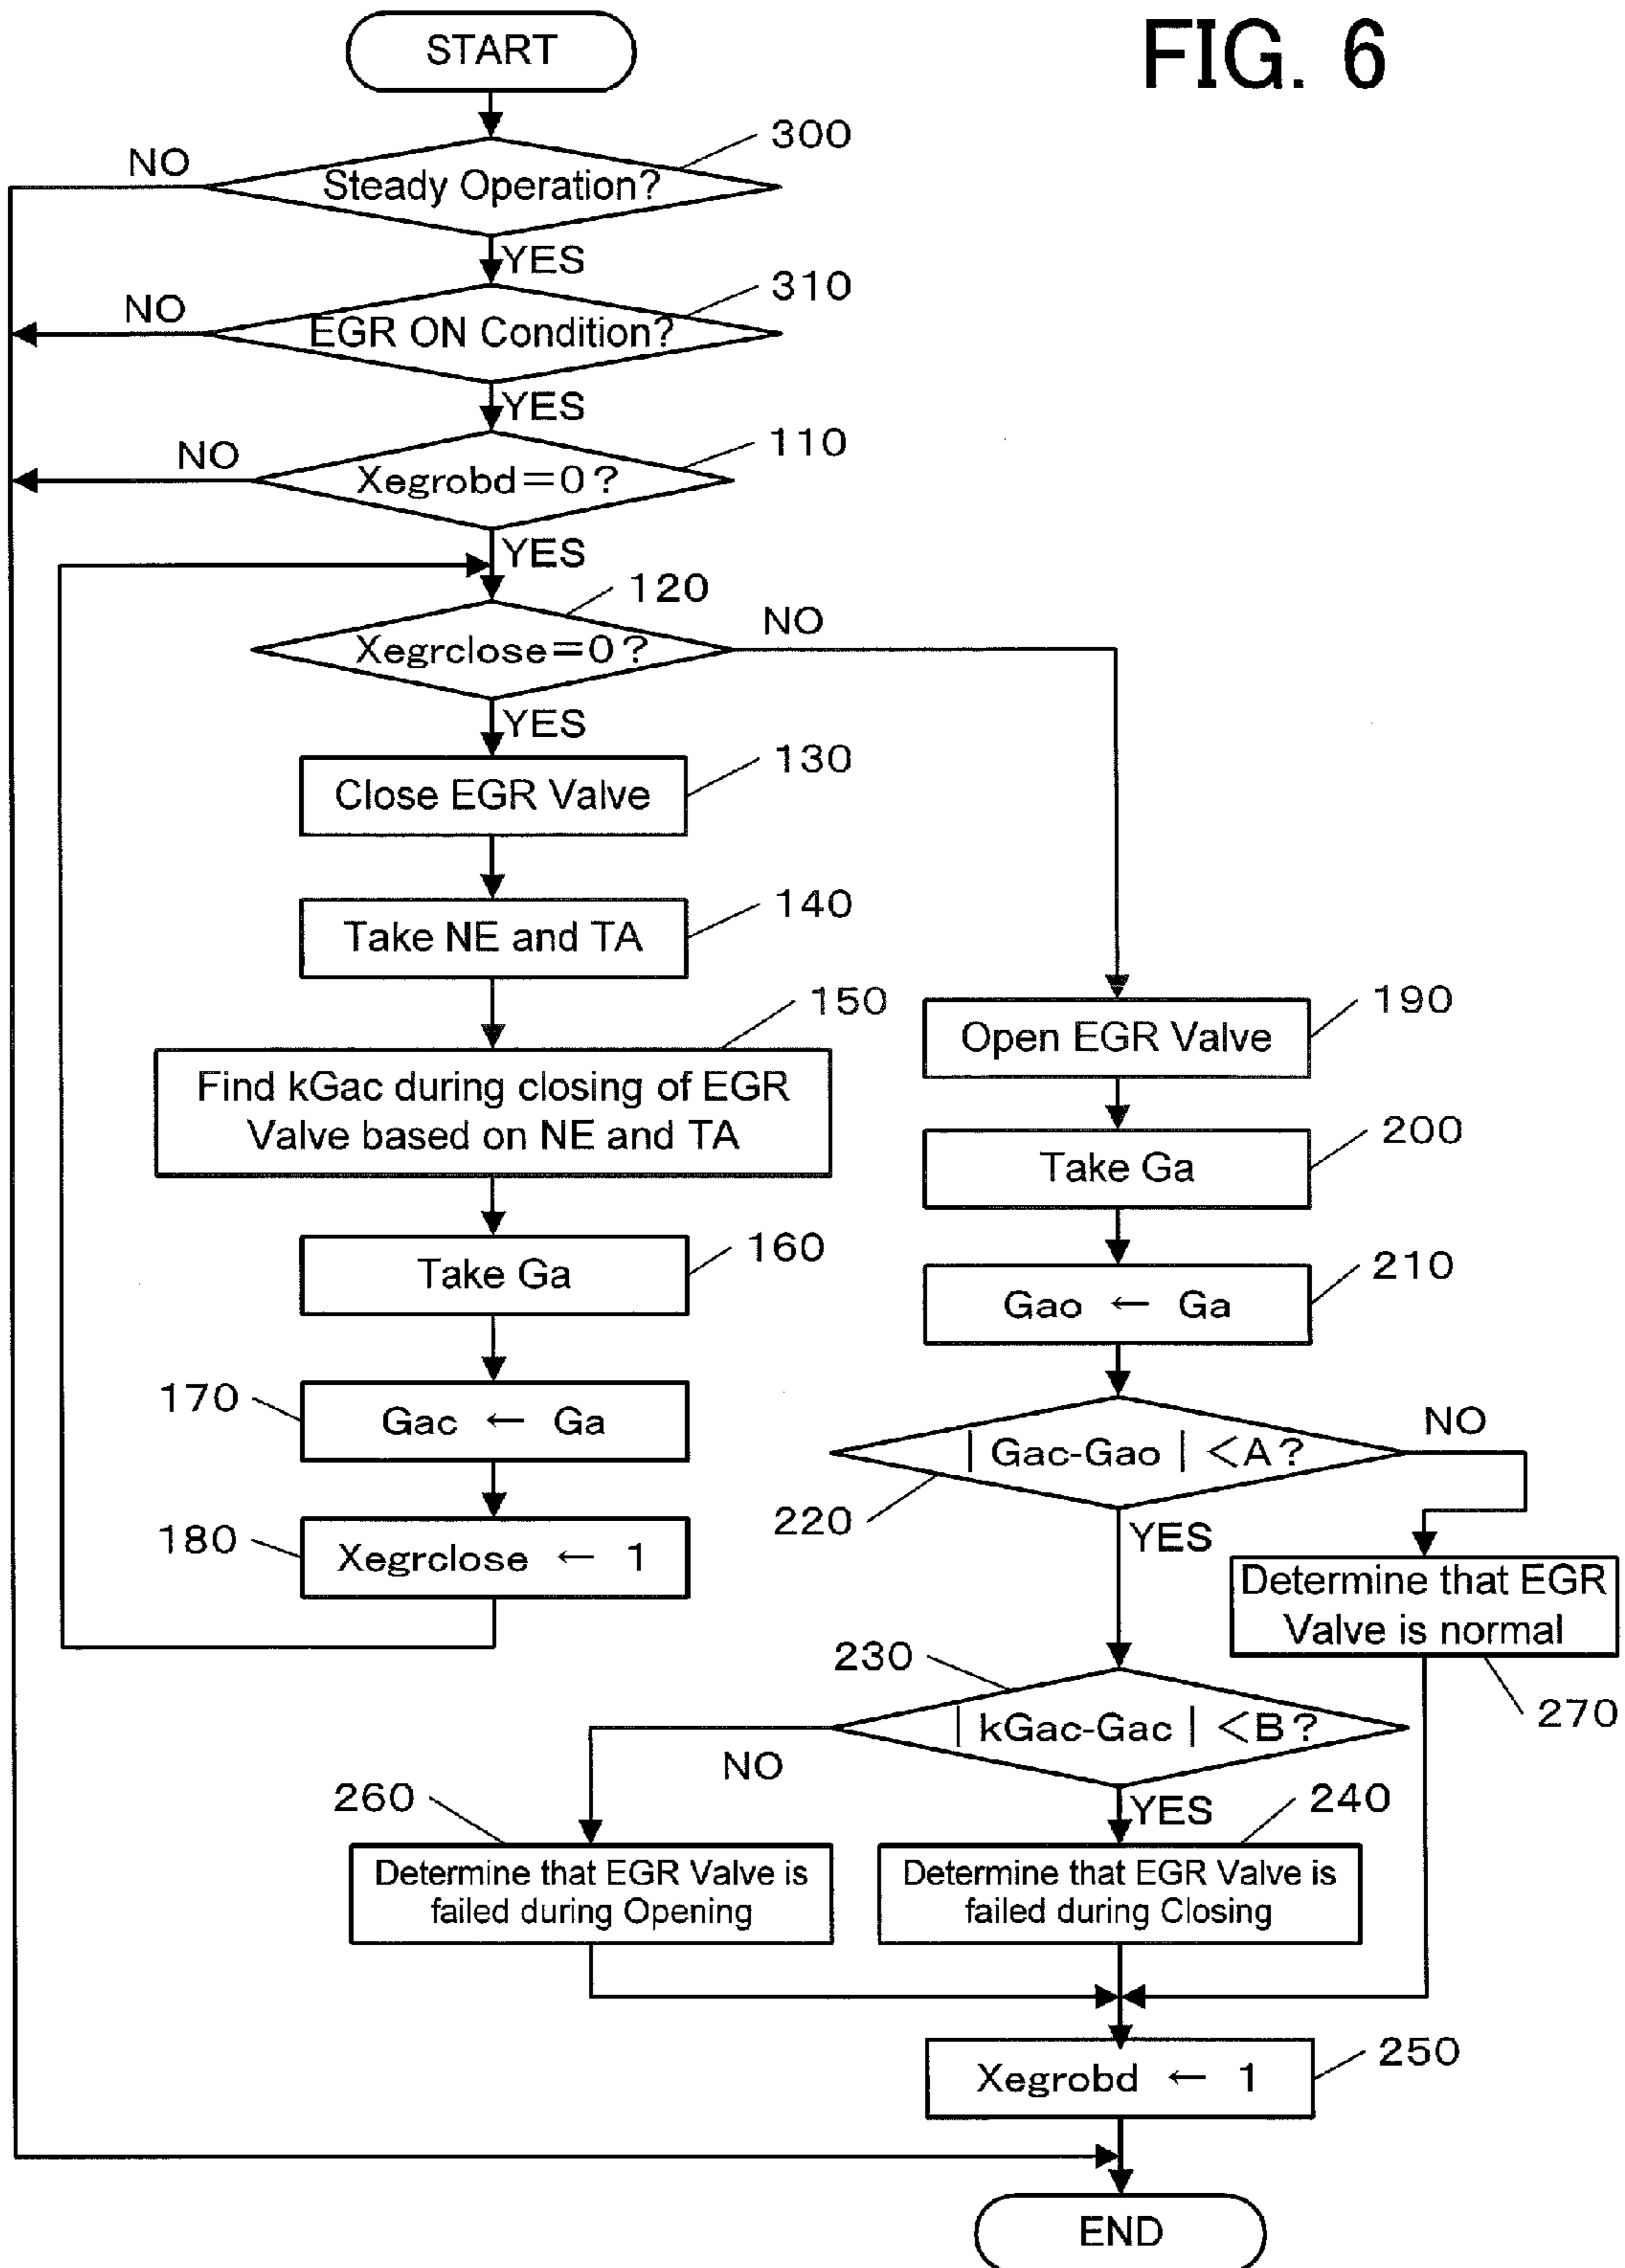 FIG. 6
START
300
NO
Steady Operation?
YES
310
NO
EGR ON Condition?
YES
110
NO
Xegrobd=0?
YES
120
NO
Xegrclose=0?
YES
130
Close EGR Valve
140
Take NE and TA
150
Find kGac during closing of EGR
Valve based on NE and TA
160
Take Ga
170
Gac ← Ga
180
Xegrclose ← 1
190
Open EGR Valve
200
Take Ga
210
Gao ← Ga
NO
| Gac-Gao | <A?
220
YES
Determine that EGR
Valve is normal
270
230
| kGac-Gac | <B?
NO
YES
260
Determine that EGR Valve is
failed during Opening
240
Determine that EGR Valve is
failed during Closing
250
Xegrobd ← 1
END